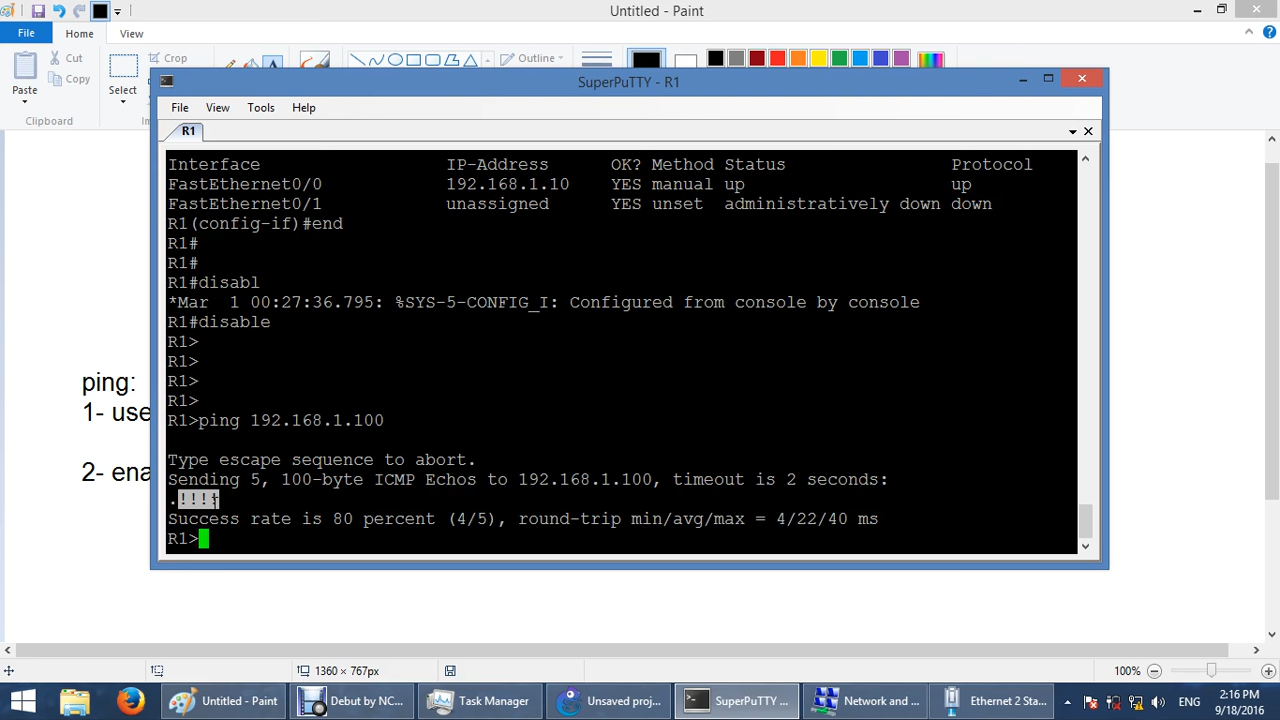 Untitled - Paint
File
Home
View
Paste
Cut
Copy
Clipboard
Select
Crop
Outline
SuperPuTTY - R1
File View Tools Help
R1
Interface IP-Address OK? Method Status Protocol
FastEthernet0/0 192.168.1.10 YES manual up up
FastEthernet0/1 unassigned YES unset administratively down down
R1(config-if)#end
R1#
R1#
R1#disabl
*Mar 1 00:27:36.795: %SYS-5-CONFIG_I: Configured from console by console
R1#disable
R1>
R1>
R1>
R1>
R1>ping 192.168.1.100
Type escape sequence to abort.
Sending 5, 100-byte ICMP Echos to 192.168.1.100, timeout is 2 seconds:
.!!!!
Success rate is 80 percent (4/5), round-trip min/avg/max = 4/22/40 ms
R1>
ping:
1- use
2- ena
1360 × 767px
100%
Untitled - Paint
Debut by NC...
Task Manager
Unsaved proj...
SuperPuTTY ...
Network and ...
Ethernet 2 Sta...
ENG
2:16 PM
9/18/2016